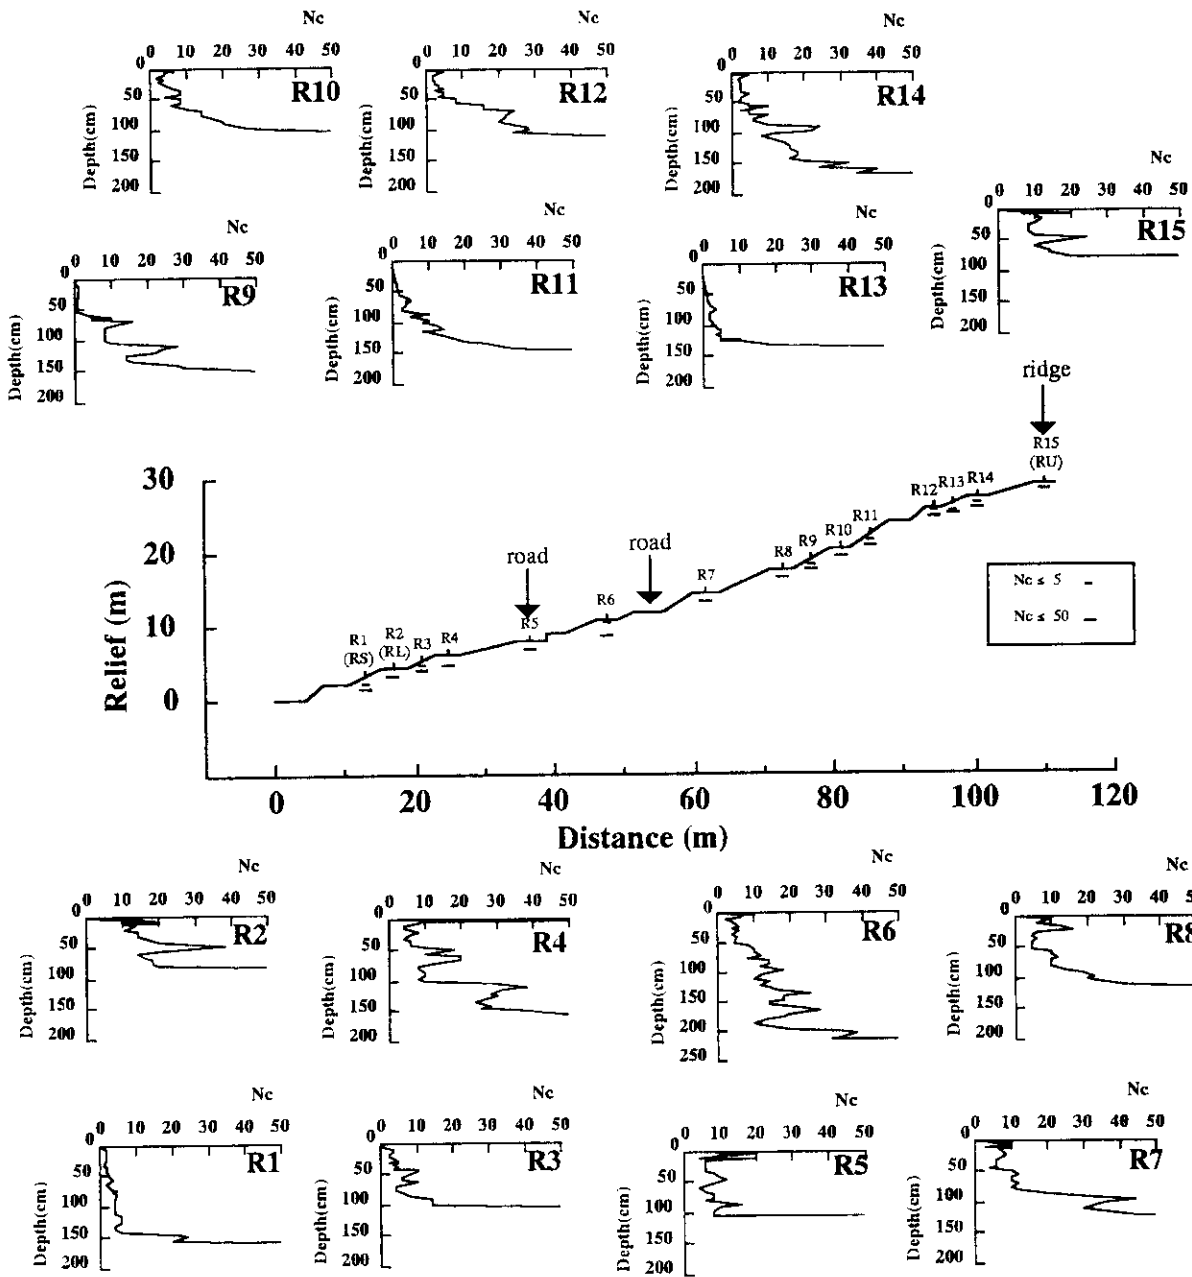 Nc Nc Nc
0 10 20 30 40 50 0 10 20 30 40 50 0 10 20 30 40 50
0 50 100 150 200 Depth(cm) R10
0 50 100 150 200 Depth(cm) R12
0 50 100 150 200 Depth(cm) R14
Nc
0 10 20 30 40 50
0 50 100 150 200 Depth(cm) R15
Nc Nc Nc
0 10 20 30 40 50 0 10 20 30 40 50 0 10 20 30 40 50
0 50 100 150 200 Depth(cm) R9
0 50 100 150 200 Depth(cm) R11
0 50 100 150 200 Depth(cm) R13
ridge
R15
(RU)
R12 R13 R14
R11
R10
R9
R8
road road
R7
R6
R5
R1 R2 R3 R4
(RS) (RL)
Nc ≤ 5
Nc ≤ 50
Relief (m)
30
20
10
0
0 20 40 60 80 100 120
Distance (m)
Nc Nc Nc Nc
0 10 20 30 40 50 0 10 20 30 40 50 0 10 20 30 40 50 0 10 20 30 40 50
0 50 100 150 200 Depth(cm) R2
0 50 100 150 200 Depth(cm) R4
0 50 100 150 200 250 Depth(cm) R6
0 50 100 150 200 Depth(cm) R8
Nc Nc Nc Nc
0 10 20 30 40 50 0 10 20 30 40 50 0 10 20 30 40 50 0 10 20 30 40 50
0 50 100 150 200 Depth(cm) R1
0 50 100 150 200 Depth(cm) R3
0 50 100 150 200 Depth(cm) R5
0 50 100 150 200 Depth(cm) R7